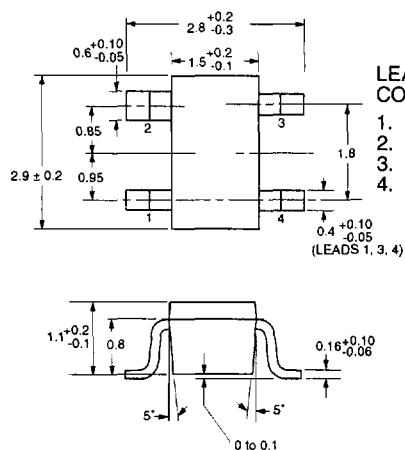 2.8 +0.2 -0.3
1.5 +0.2 -0.1
0.6 +0.10 -0.05
2
3
0.85
2.9 ± 0.2
0.95
1.8
1
4
0.4 +0.10 -0.05
(LEADS 1, 3, 4)
LEA
CO
1.
2.
3.
4.
1.1 +0.2 -0.1
0.8
0.16 +0.10 -0.06
5°
5°
0 to 0.1